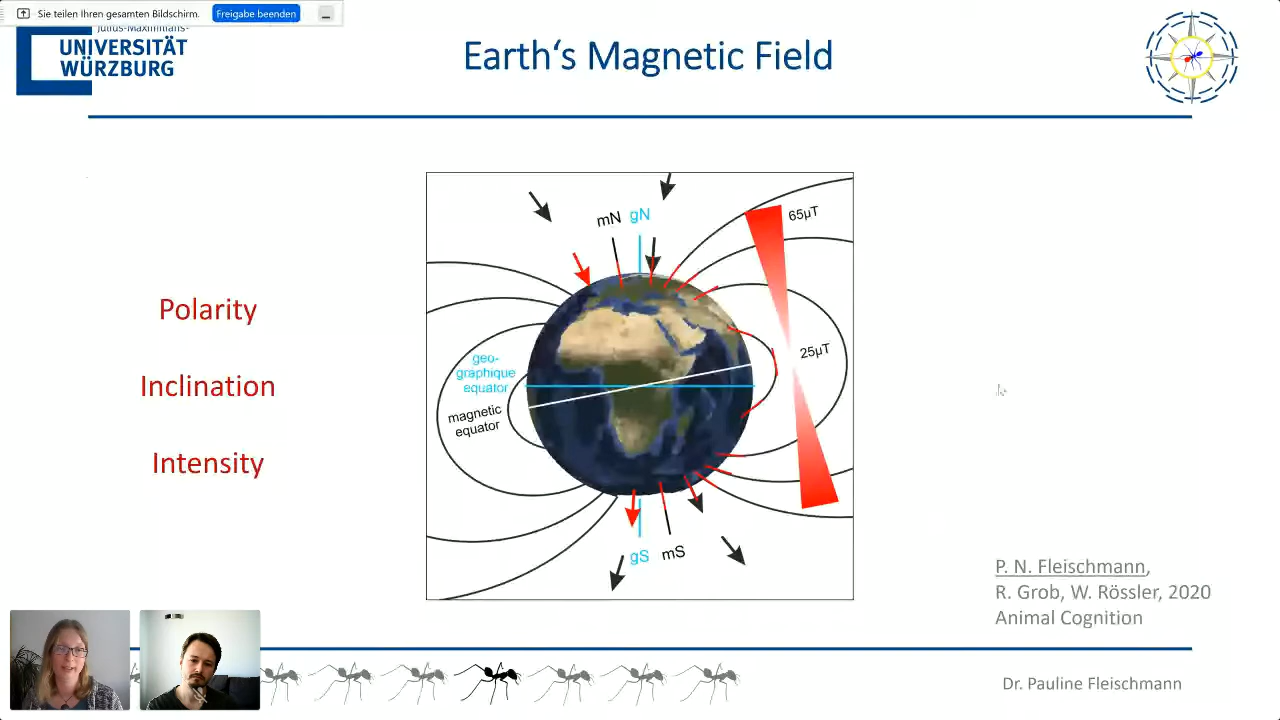 Sie teilen Ihren gesamten Bildschirm.
Freigabe beenden
Julius-Maximilians-
UNIVERSITÄT
WÜRZBURG
Earth‘s Magnetic Field
Polarity
Inclination
Intensity
mN
gN
65µT
25µT
geo-
graphique
equator
magnetic
equator
gS
mS
P. N. Fleischmann,
R. Grob, W. Rössler, 2020
Animal Cognition
Dr. Pauline Fleischmann